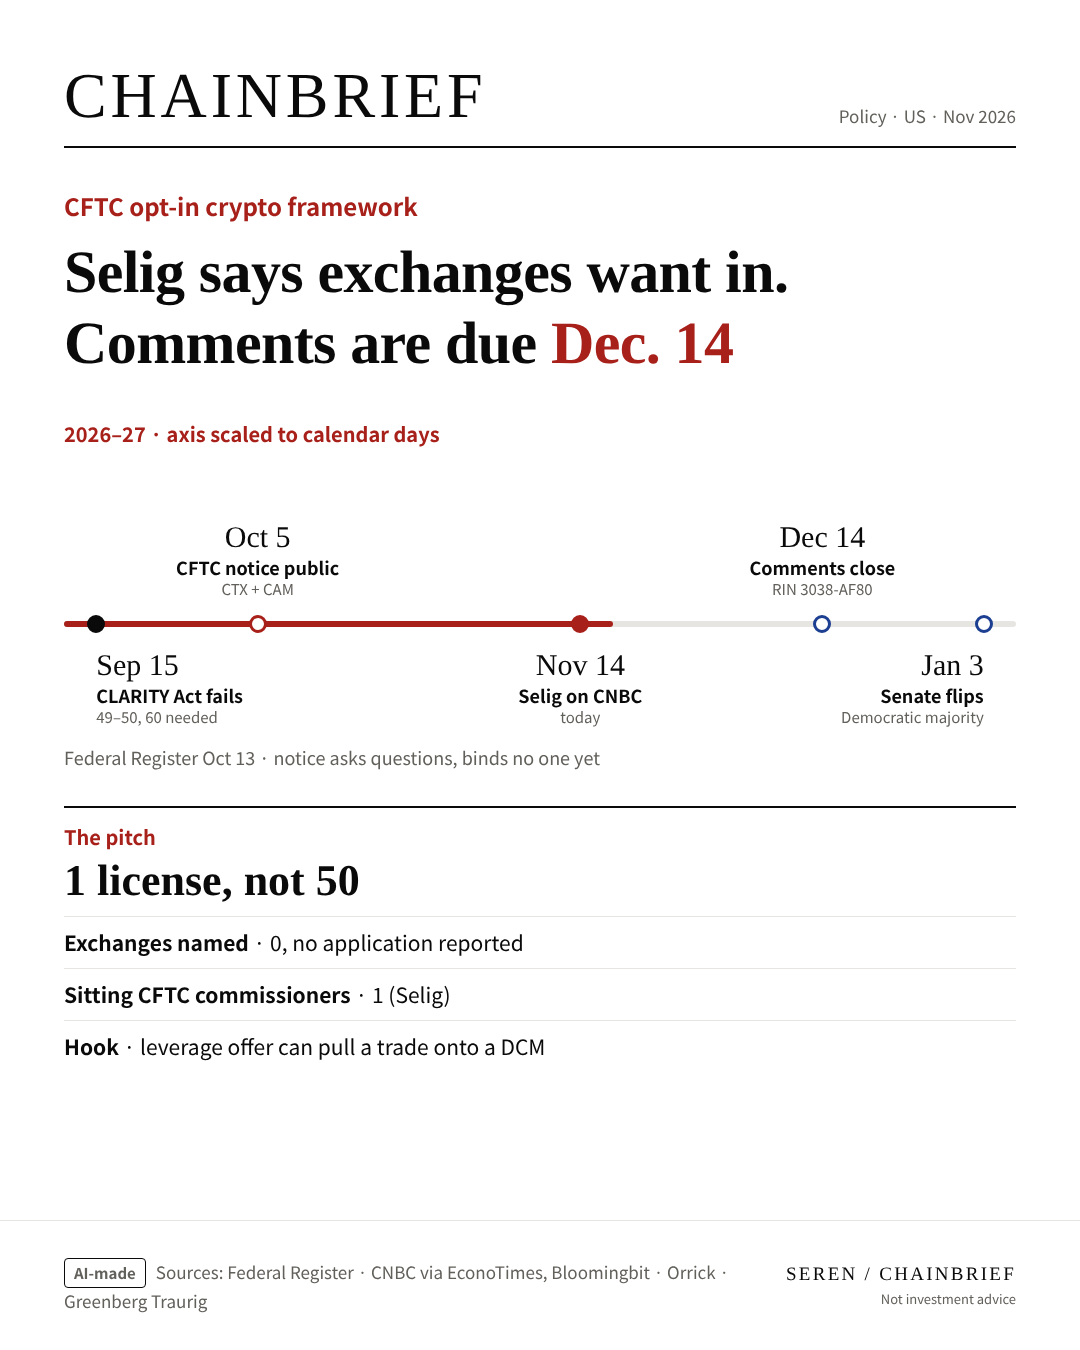 CHAINBRIEF
Policy · US · Nov 2026
CFTC opt-in crypto framework
Selig says exchanges want in.
Comments are due Dec. 14
2026–27 · axis scaled to calendar days
Oct 5
CFTC notice public
CTX + CAM
Dec 14
Comments close
RIN 3038-AF80
Sep 15
CLARITY Act fails
49–50, 60 needed
Nov 14
Selig on CNBC
today
Jan 3
Senate flips
Democratic majority
Federal Register Oct 13 · notice asks questions, binds no one yet
The pitch
1 license, not 50
Exchanges named · 0, no application reported
Sitting CFTC commissioners · 1 (Selig)
Hook · leverage offer can pull a trade onto a DCM
AI-made Sources: Federal Register · CNBC via EconoTimes, Bloomingbit · Orrick ·
Greenberg Traurig
SEREN / CHAINBRIEF
Not investment advice